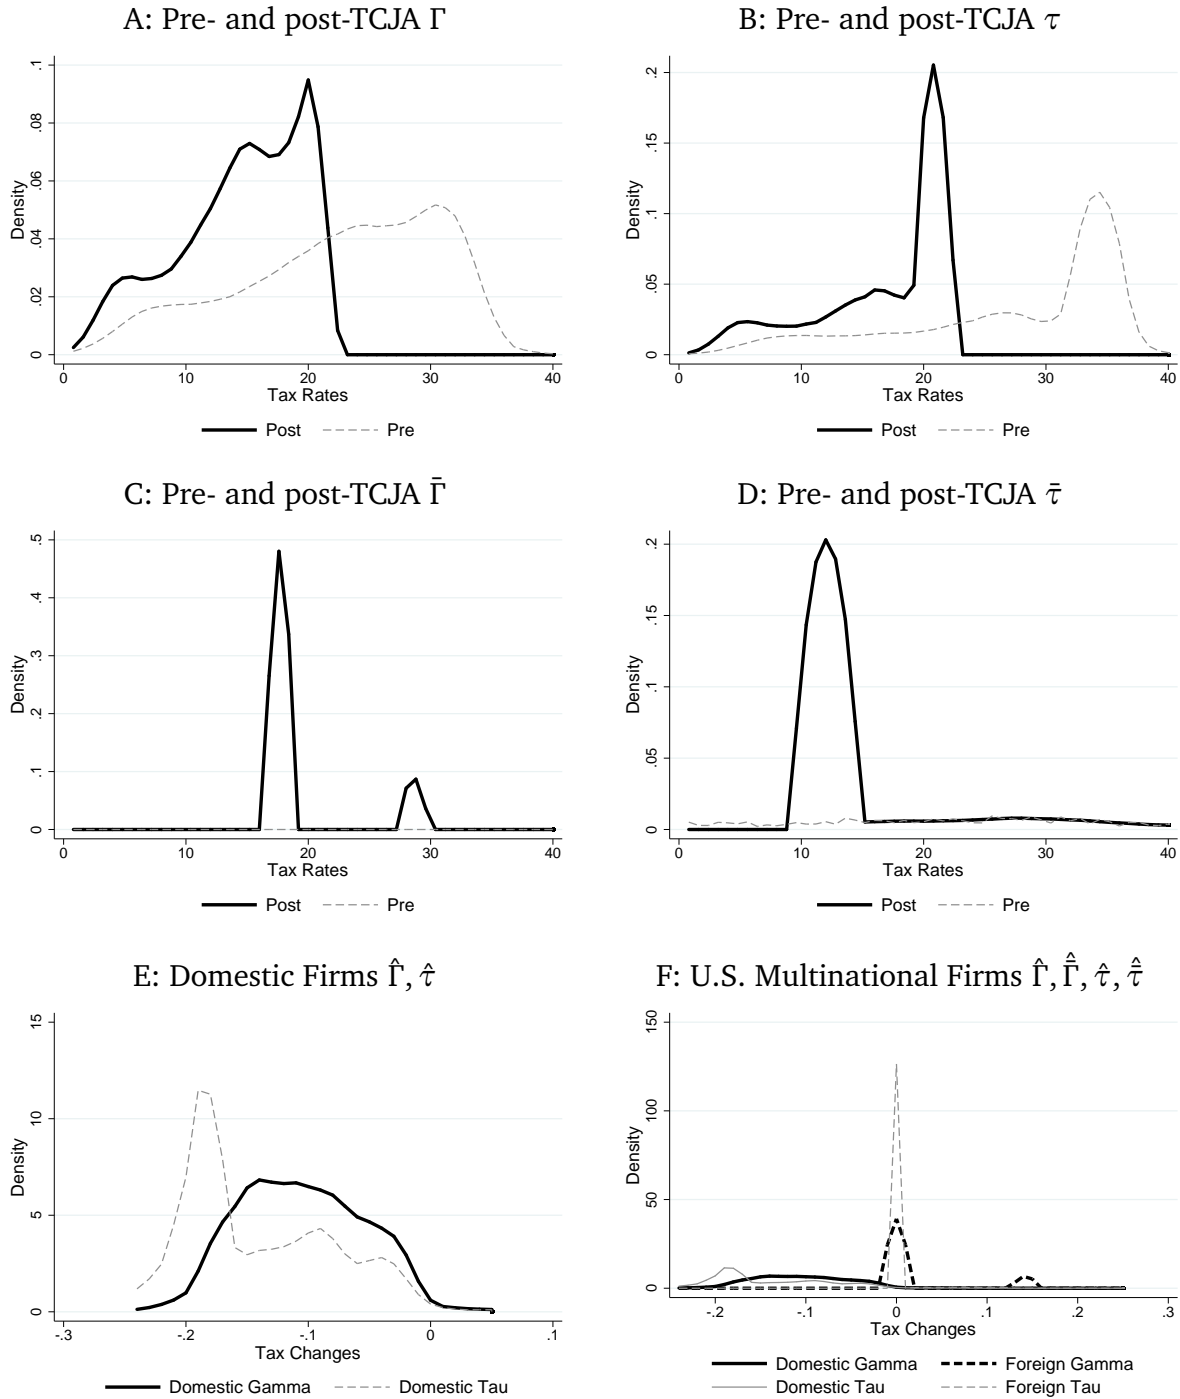 A: Pre- and post-TCJA Γ
.1
.08
.06
.04
.02
0
Density
0 10 20 30 40
Tax Rates
Post Pre
B: Pre- and post-TCJA τ
.2
.15
.1
.05
0
Density
0 10 20 30 40
Tax Rates
Post Pre
C: Pre- and post-TCJA Γ̄
.5
.4
.3
.2
.1
0
Density
0 10 20 30 40
Tax Rates
Post Pre
D: Pre- and post-TCJA τ̄
.2
.15
.1
.05
0
Density
0 10 20 30 40
Tax Rates
Post Pre
E: Domestic Firms Γ̂, τ̂
15
10
5
0
Density
-.3 -.2 -.1 0 .1
Tax Changes
Domestic Gamma Domestic Tau
F: U.S. Multinational Firms Γ̂, Γ̄̂, τ̂, τ̄̂
150
100
50
0
Density
-.2 -.1 0 .1 .2 .3
Tax Changes
Domestic Gamma Foreign Gamma
Domestic Tau Foreign Tau